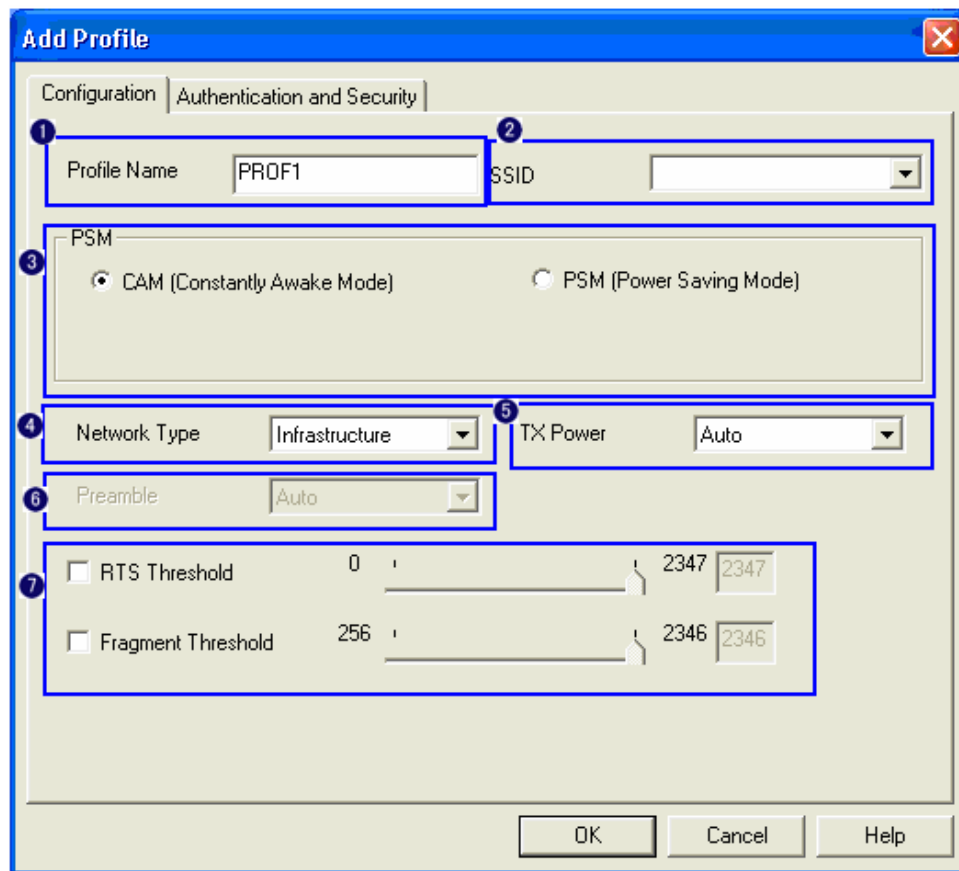 Add Profile
Configuration Authentication and Security
1 2
Profile Name PROF1 SSID
3 PSM
CAM (Constantly Awake Mode) PSM (Power Saving Mode)
4 Network Type Infrastructure 5 TX Power Auto
6 Preamble Auto
7 RTS Threshold 0 2347 2347
Fragment Threshold 256 2346 2346
OK Cancel Help